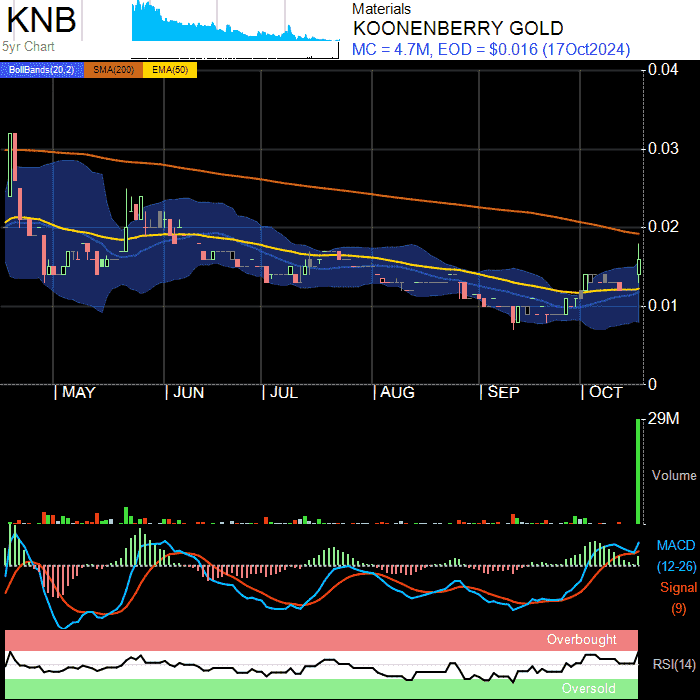 KNB
5yr Chart
Materials
KOONENBERRY GOLD
MC = 4.7M, EOD = $0.016 (17Oct2024)
BollBands(20,2) SMA(200) EMA(50)
0.04
0.03
0.02
0.01
0
MAY JUN JUL AUG SEP OCT
29M
Volume
MACD
(12-26)
Signal
(9)
Overbought
RSI(14)
Oversold